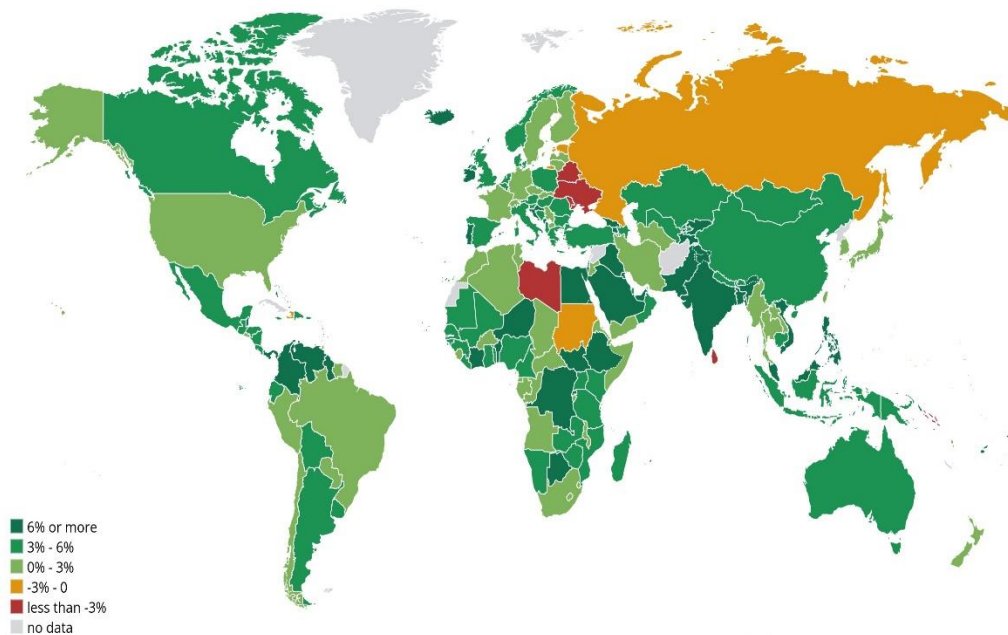 6% or more
3% - 6%
0% - 3%
-3% - 0
less than -3%
no data